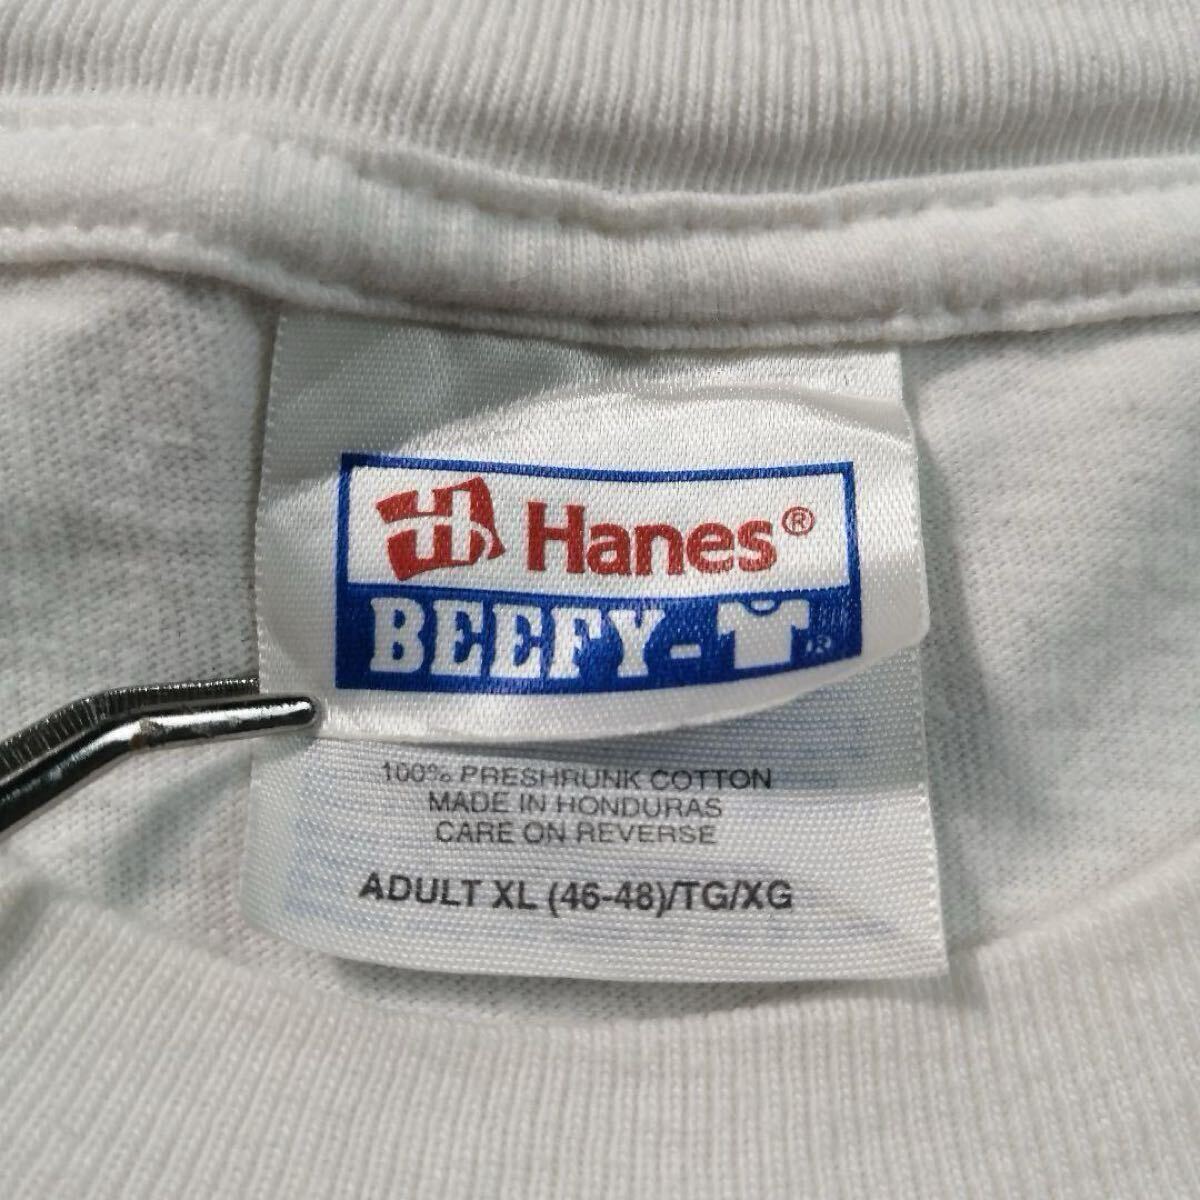 Hanes®
BEEFY-®
100% PRESHRUNK COTTON
MADE IN HONDURAS
CARE ON REVERSE
ADULT XL (46-48)/TG/XG